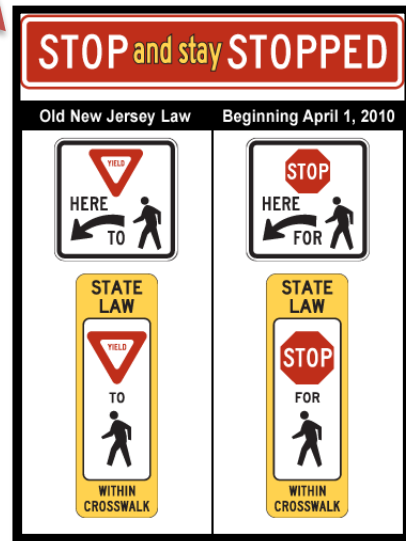 STOP and stay STOPPED
Old New Jersey Law
Beginning April 1, 2010
YIELD
HERE
TO
STOP
HERE
FOR
STATE
LAW
YIELD
TO
WITHIN
CROSSWALK
STATE
LAW
STOP
FOR
WITHIN
CROSSWALK